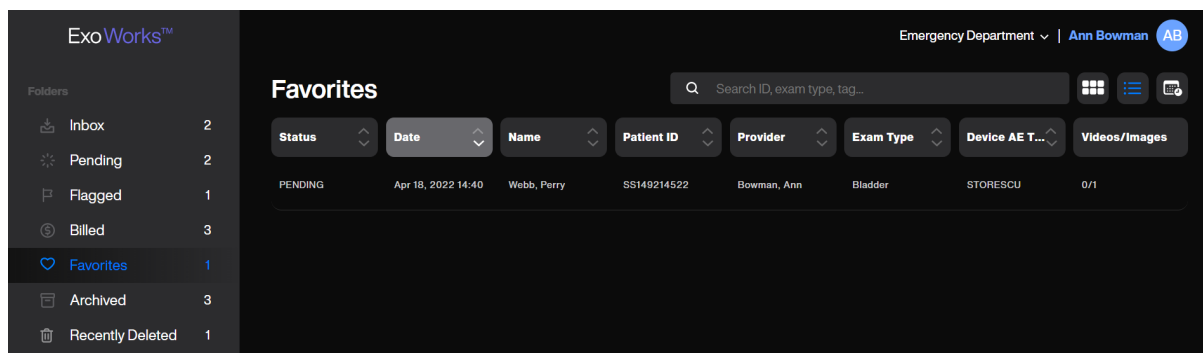 ExoWorks™
Emergency Department | Ann Bowman AB
Folders
Inbox 2
Pending 2
Flagged 1
Billed 3
Favorites 1
Archived 3
Recently Deleted 1
Favorites
Search ID, exam type, tag...
Status Date Name Patient ID Provider Exam Type Device AE T... Videos/Images
PENDING Apr 18, 2022 14:40 Webb, Perry SS149214522 Bowman, Ann Bladder STORESCU 0/1